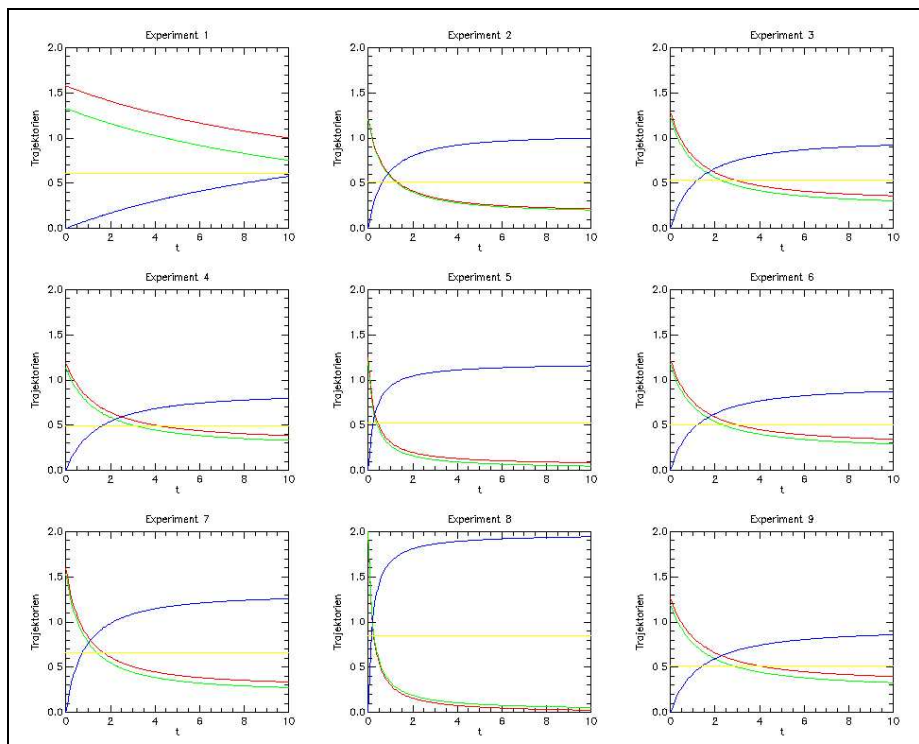 Experiment 1
Experiment 2
Experiment 3
2.0
1.5
1.0
0.5
0.0
Trajektorien
0 2 4 6 8 10
t
2.0
1.5
1.0
0.5
0.0
Trajektorien
0 2 4 6 8 10
t
2.0
1.5
1.0
0.5
0.0
Trajektorien
0 2 4 6 8 10
t
Experiment 4
Experiment 5
Experiment 6
2.0
1.5
1.0
0.5
0.0
Trajektorien
0 2 4 6 8 10
t
2.0
1.5
1.0
0.5
0.0
Trajektorien
0 2 4 6 8 10
t
2.0
1.5
1.0
0.5
0.0
Trajektorien
0 2 4 6 8 10
t
Experiment 7
Experiment 8
Experiment 9
2.0
1.5
1.0
0.5
0.0
Trajektorien
0 2 4 6 8 10
t
2.0
1.5
1.0
0.5
0.0
Trajektorien
0 2 4 6 8 10
t
2.0
1.5
1.0
0.5
0.0
Trajektorien
0 2 4 6 8 10
t